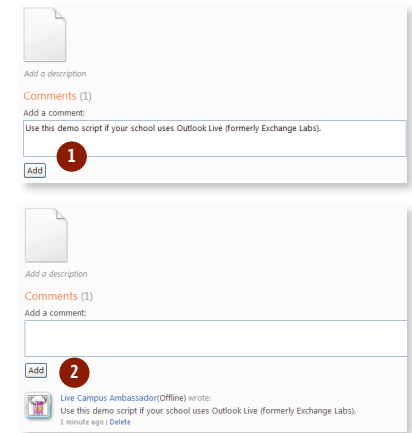 Add a description
Comments (1)
Add a comment:
Use this demo script if your school uses Outlook Live (formerly Exchange Labs).
1
Add
Add a description
Comments (1)
Add a comment:
Add
2
Live Campus Ambassador(Offline) wrote:
Use this demo script if your school uses Outlook Live (formerly Exchange Labs).
1 minute ago | Delete